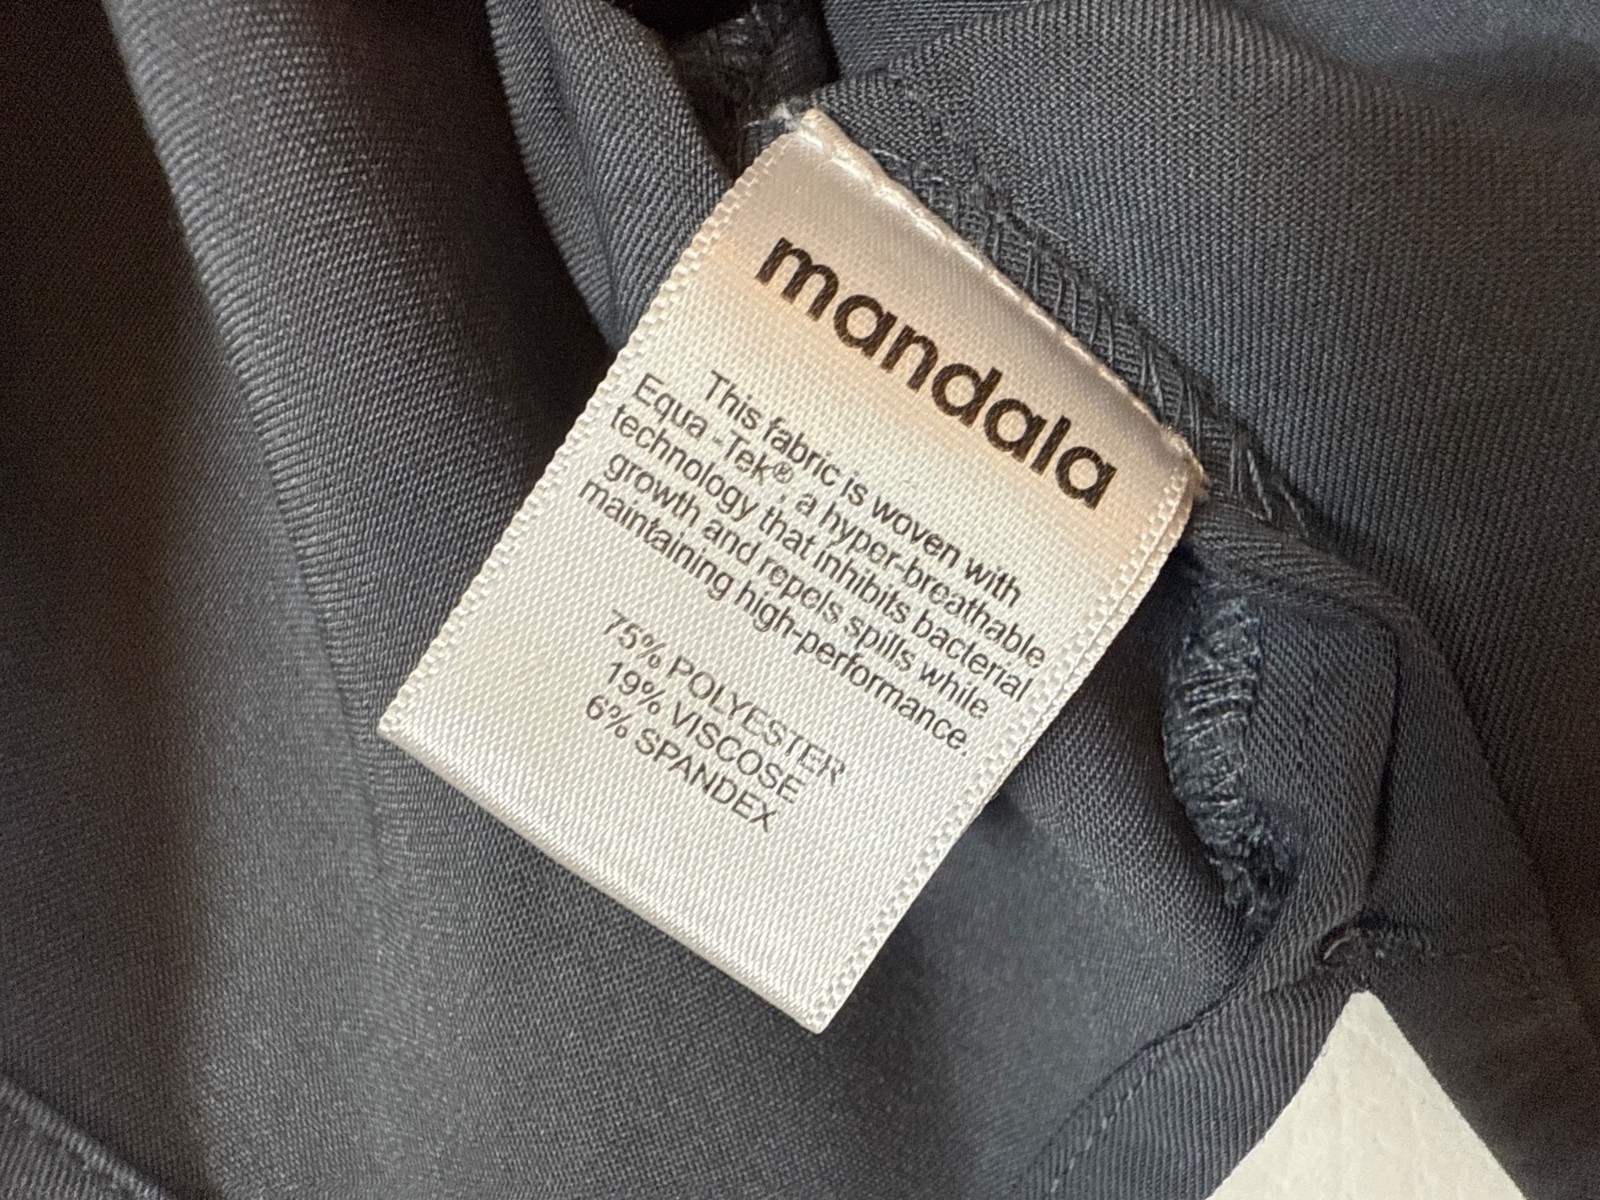 mandala
This fabric is woven with
Equa -Tek®, a hyper-breathable
technology that inhibits bacterial
growth and repels spills while
maintaining high-performance.
75% POLYESTER
19% VISCOSE
6% SPANDEX